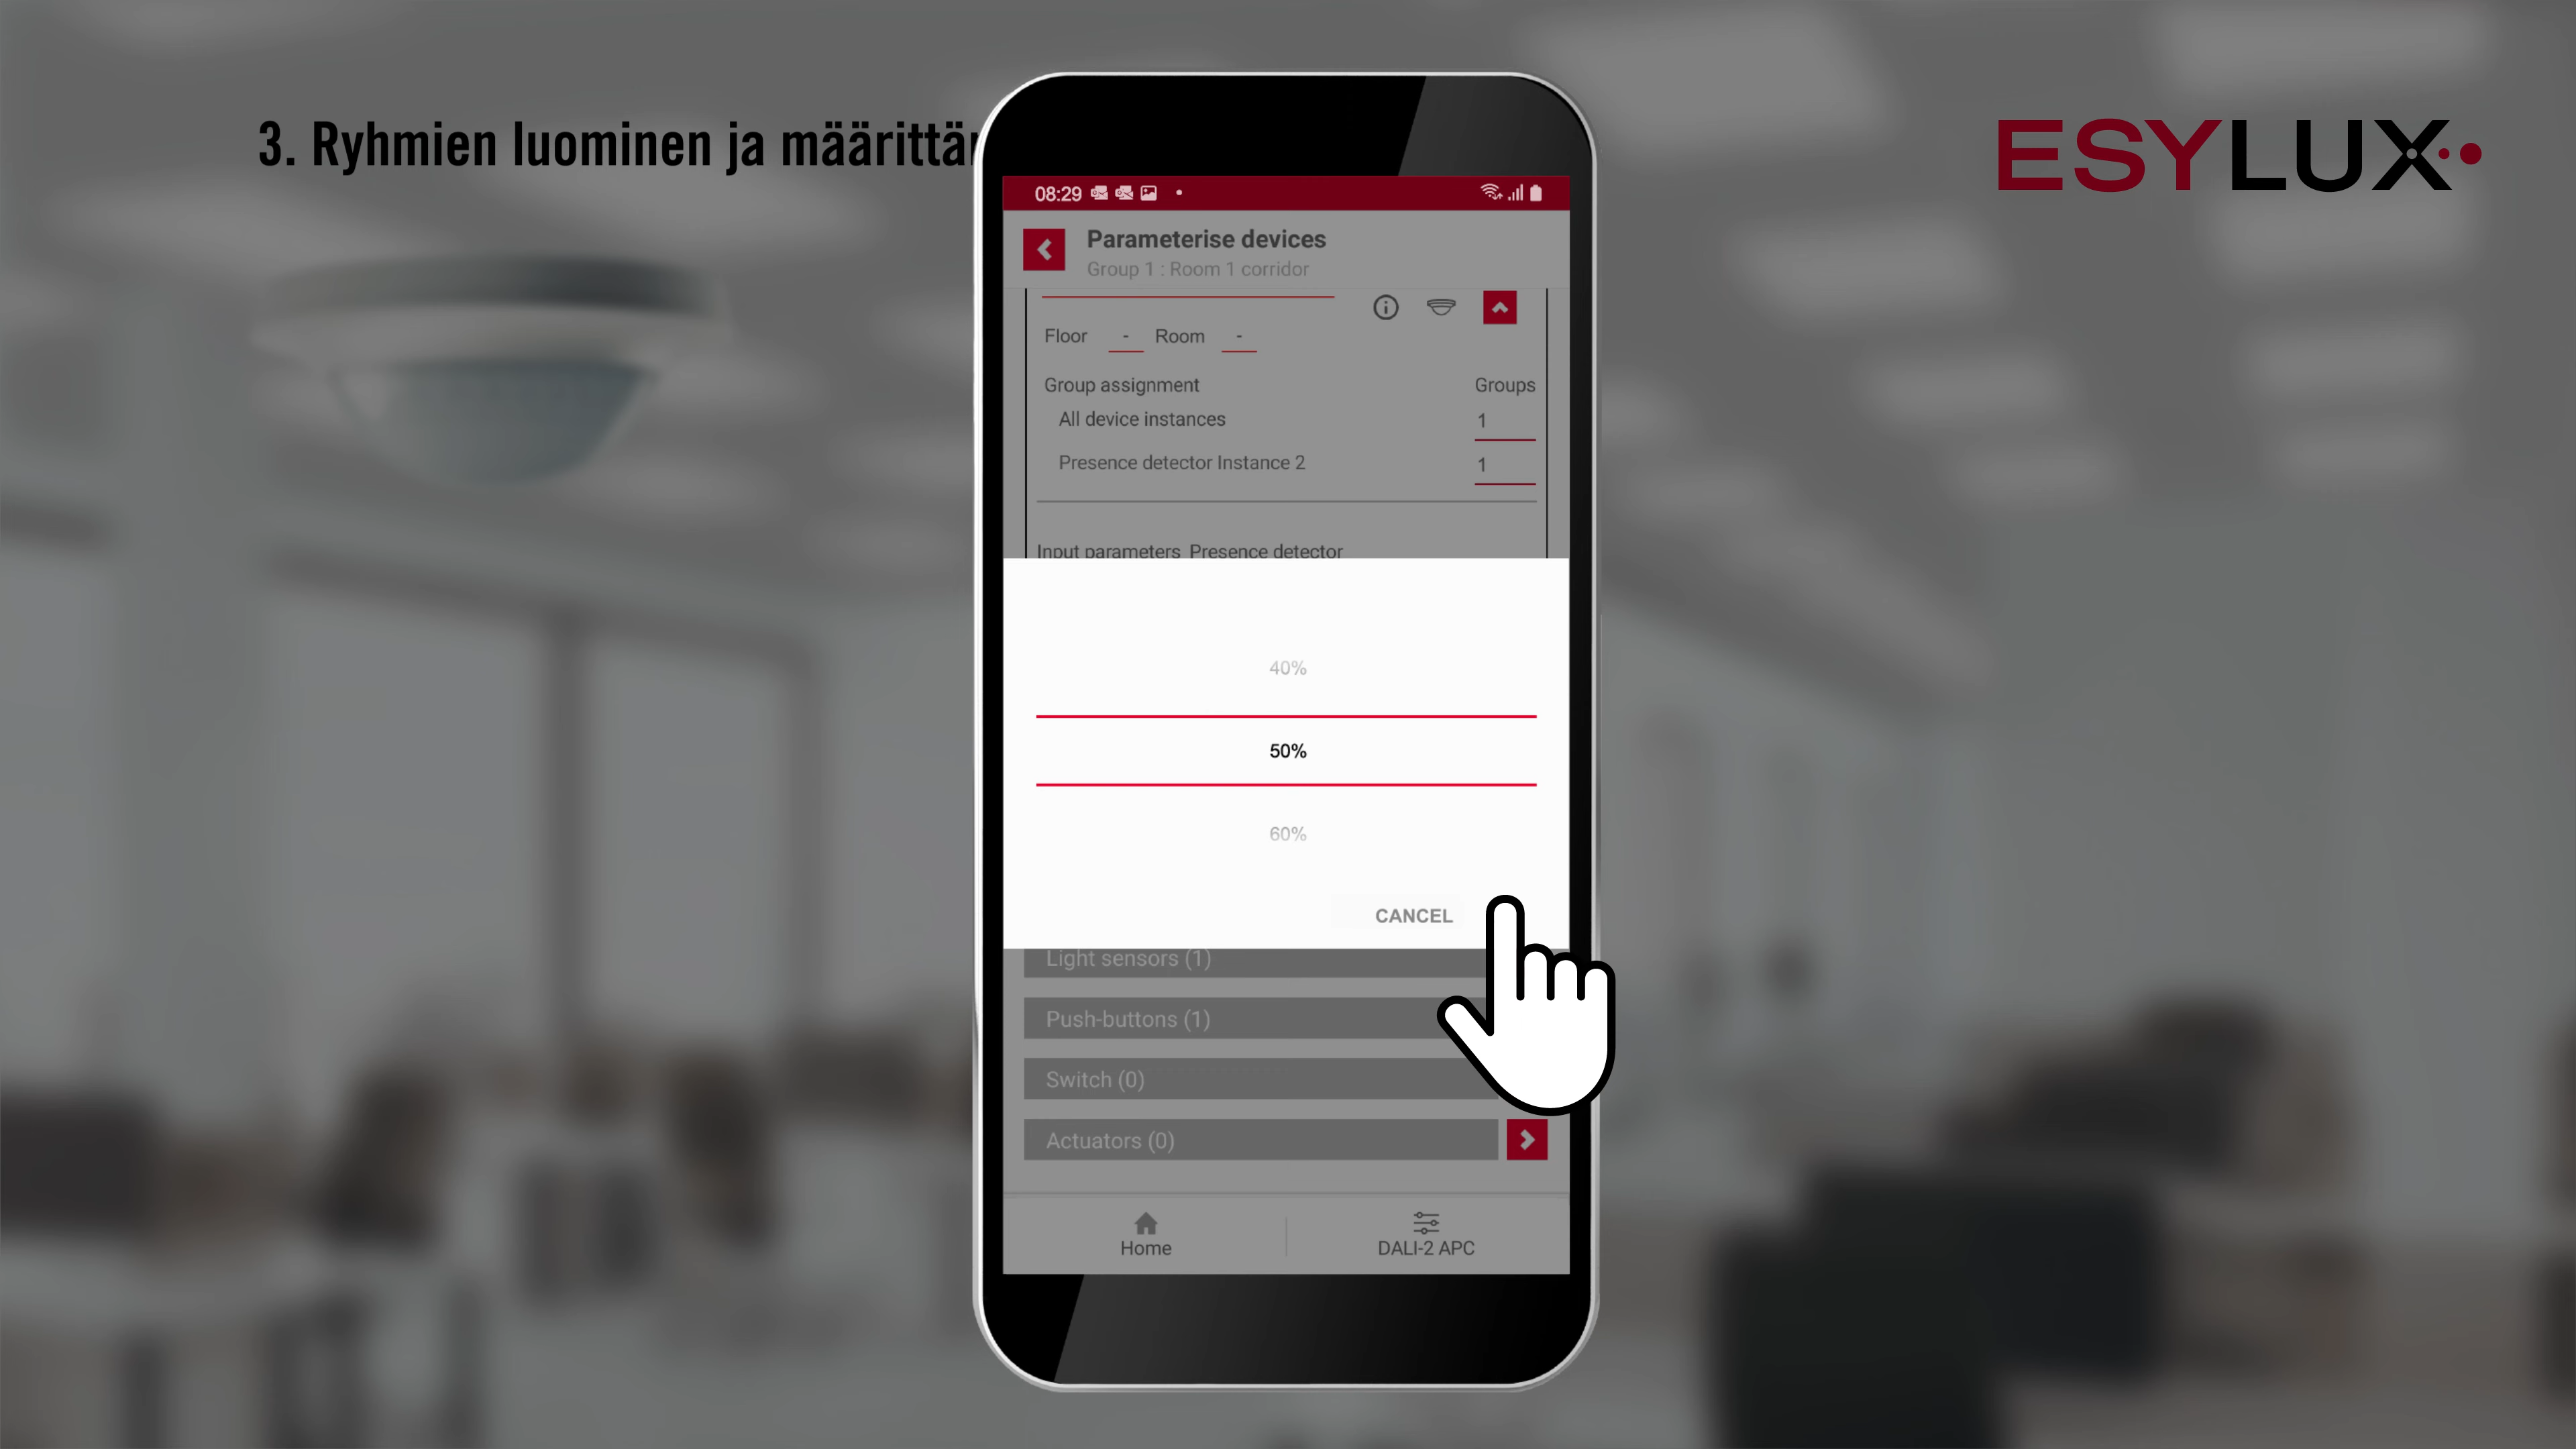 3. Ryhmien luominen ja
ESYLUX
08:29
Parameterise devices
Group 1 : Room 1 corridor
Floor - Room -
Group assignment Groups
All device instances 1
Presence detector Instance 2 1
Input parameters Presence detector
40%
50%
60%
CANCEL
Light sensors (1)
Push-buttons (1)
Switch (0)
Actuators (0)
Home
DALI-2 APC